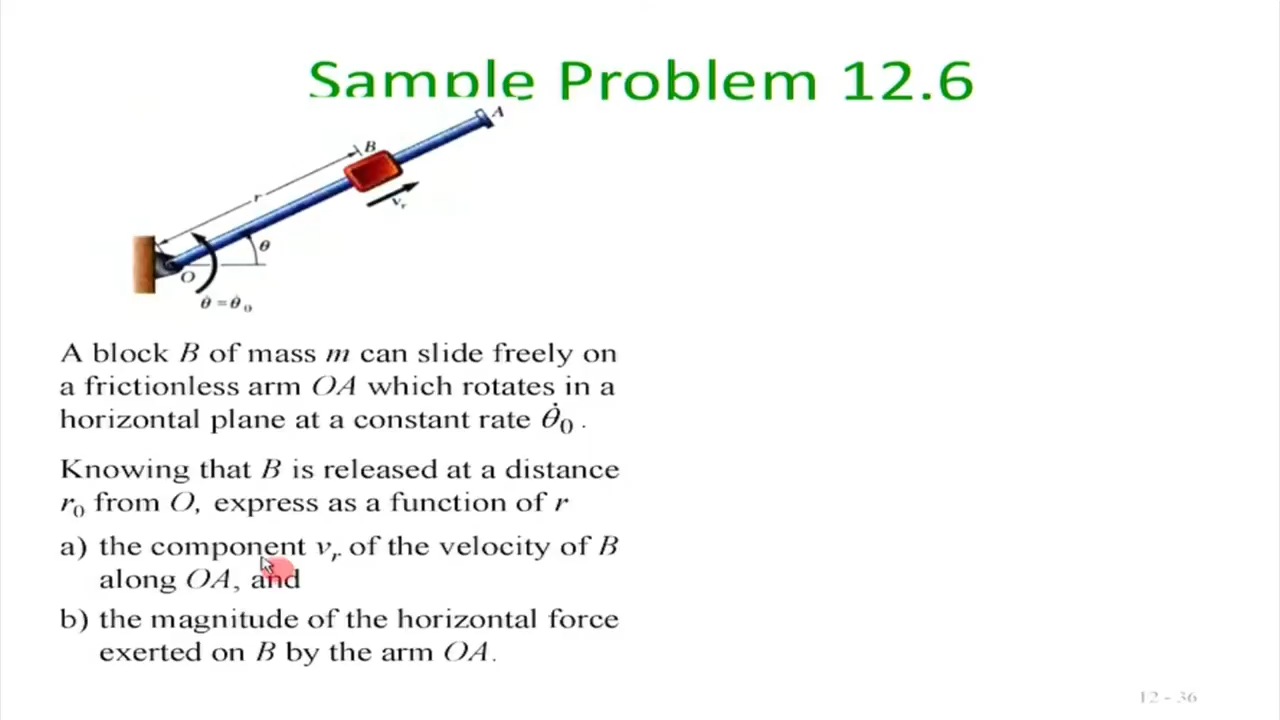 Sample Problem 12.6
A
B
r
v_r
θ
O
θ̇ = θ̇₀
A block B of mass m can slide freely on
a frictionless arm OA which rotates in a
horizontal plane at a constant rate θ̇₀ .
Knowing that B is released at a distance
r₀ from O, express as a function of r
a) the component v_r of the velocity of B
along OA, and
b) the magnitude of the horizontal force
exerted on B by the arm OA.
12 - 36